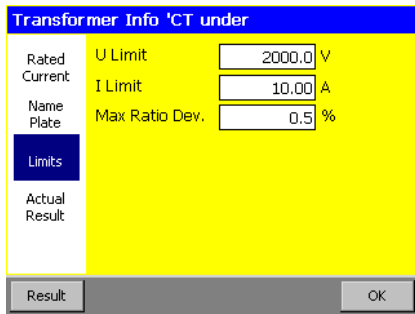 Transformer Info 'CT under
Rated
Current
Name
Plate
Limits
Actual
Result
U Limit 2000.0 V
I Limit 10.00 A
Max Ratio Dev. 0.5 %
Result OK